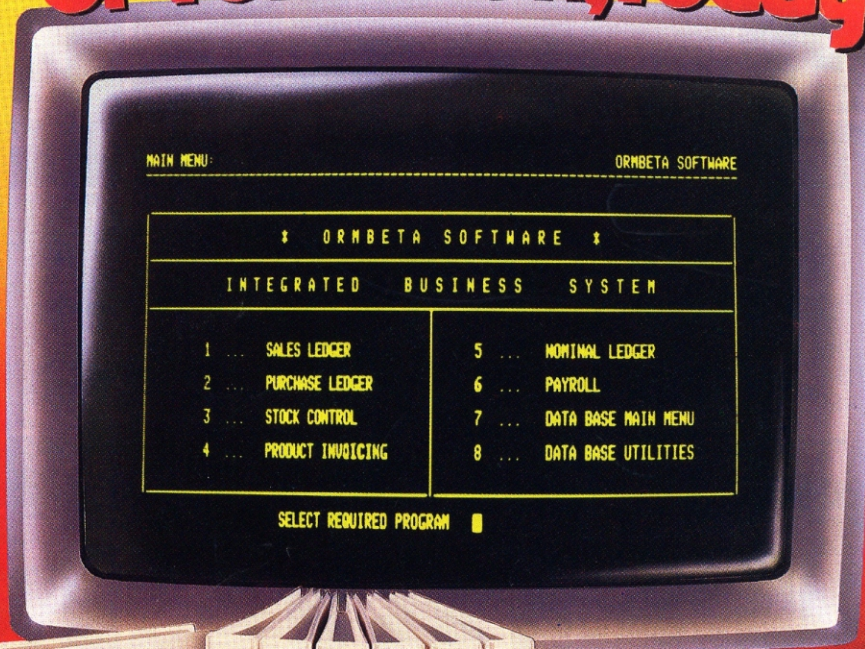 MAIN MENU: ORMBETA SOFTWARE
* ORMBETA SOFTWARE *
INTEGRATED BUSINESS SYSTEM
1 ... SALES LEDGER
2 ... PURCHASE LEDGER
3 ... STOCK CONTROL
4 ... PRODUCT INVOICING
5 ... NOMINAL LEDGER
6 ... PAYROLL
7 ... DATA BASE MAIN MENU
8 ... DATA BASE UTILITIES
SELECT REQUIRED PROGRAM